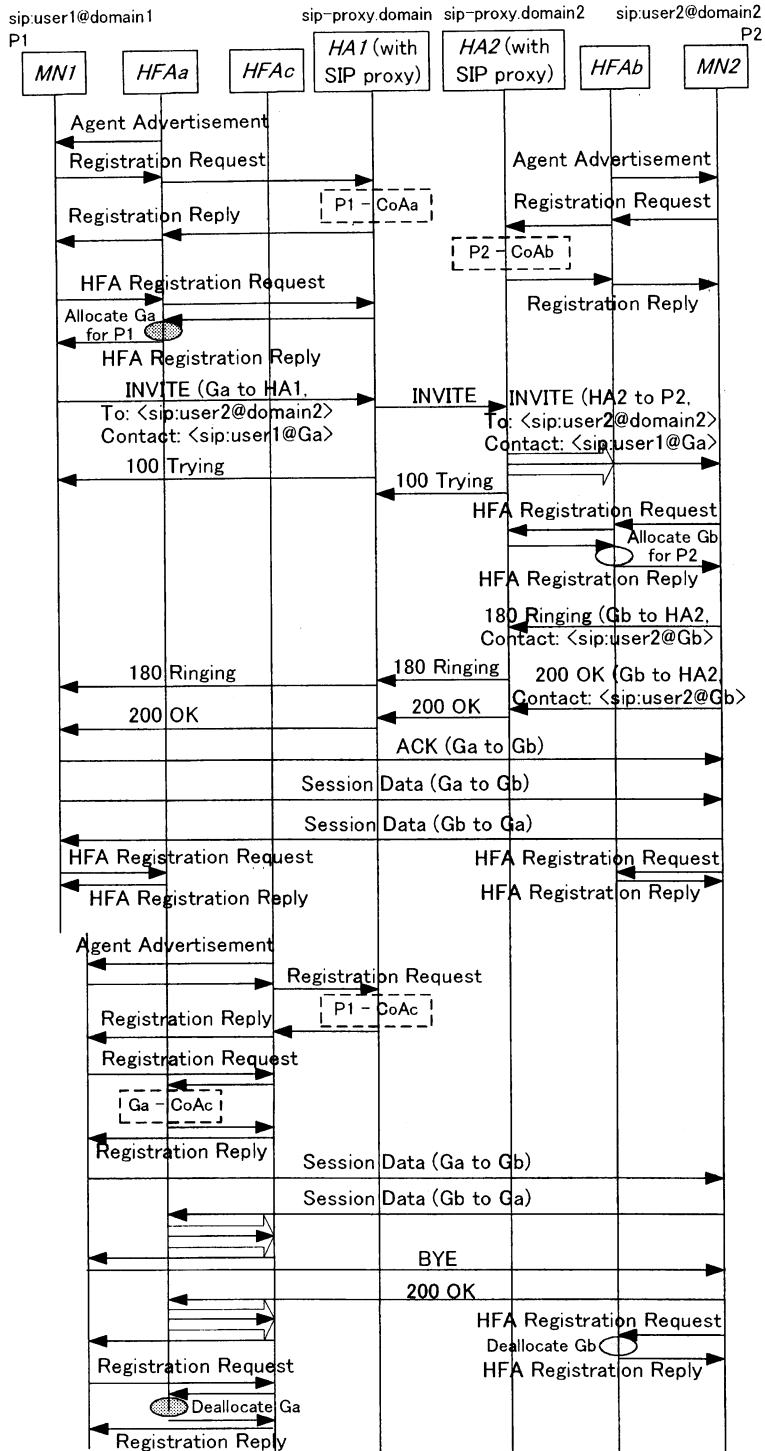 sip:user1@domain1
P1
sip-proxy.domain
sip-proxy.domain2
sip:user2@domain2
P2
MN1
HFAa
HFAc
HA1 (with
SIP proxy)
HA2 (with
SIP proxy)
HFAb
MN2
Agent Advertisement
Registration Request
Agent Advertisement
P1 - CoAa
Registration Request
Registration Reply
P2 - CoAb
HFA Registration Request
Registration Reply
Allocate Ga
for P1
HFA Registration Reply
INVITE (Ga to HA1,
To: <sip:user2@domain2>
Contact: <sip:user1@Ga>
INVITE
INVITE (HA2 to P2,
To: <sip:user2@domain2>
Contact: <sip:user1@Ga>
100 Trying
100 Trying
HFA Registration Request
Allocate Gb
for P2
HFA Registration Reply
180 Ringing (Gb to HA2,
Contact: <sip:user2@Gb>
180 Ringing
180 Ringing
200 OK (Gb to HA2,
Contact: <sip:user2@Gb>
200 OK
200 OK
ACK (Ga to Gb)
Session Data (Ga to Gb)
Session Data (Gb to Ga)
HFA Registration Request
HFA Registration Request
HFA Registration Reply
HFA Registration Reply
Agent Advertisement
Registration Request
P1 - CoAc
Registration Reply
Registration Request
Ga - CoAc
Registration Reply
Session Data (Ga to Gb)
Session Data (Gb to Ga)
BYE
200 OK
HFA Registration Request
Deallocate Gb
HFA Registration Reply
Registration Request
Deallocate Ga
Registration Reply